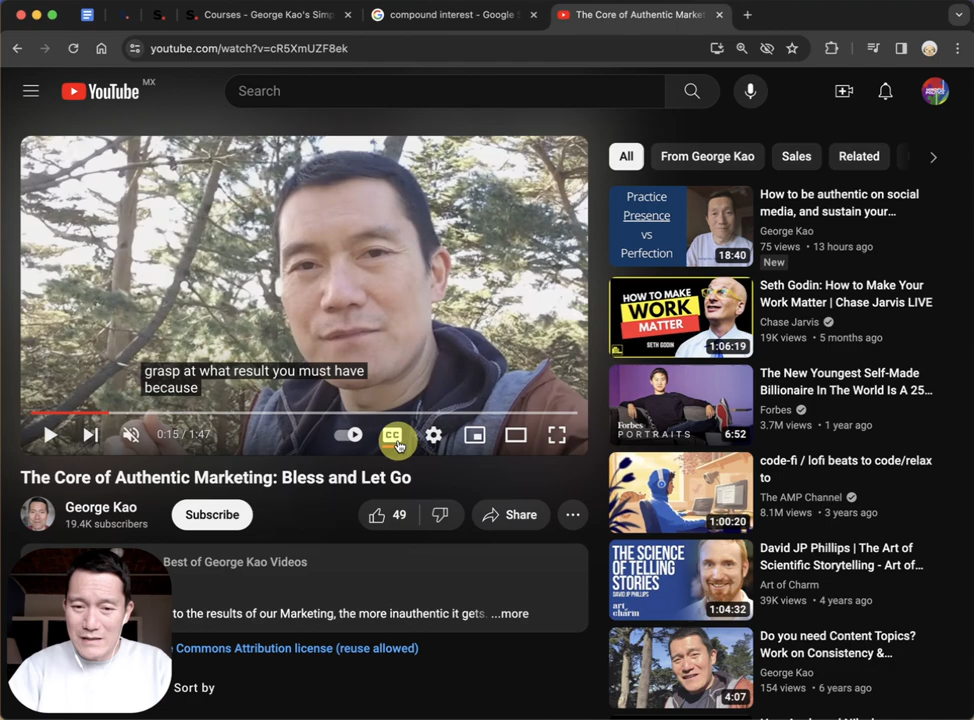 Courses - George Kao's Simp
compound interest - Google S
The Core of Authentic Market
youtube.com/watch?v=cR5XmUZF8ek
YouTube MX
Search
All
From George Kao
Sales
Related
grasp at what result you must have
because
0:15 / 1:47
CC
The Core of Authentic Marketing: Bless and Let Go
George Kao
19.4K subscribers
Subscribe
49
Share
Best of George Kao Videos
to the results of our Marketing, the more inauthentic it gets. ...more
Commons Attribution license (reuse allowed)
Sort by
Practice
Presence
vs
Perfection
18:40
How to be authentic on social
media, and sustain your...
George Kao
75 views • 13 hours ago
New
HOW TO MAKE
WORK
MATTER
SETH GODIN
1:06:19
Seth Godin: How to Make Your
Work Matter | Chase Jarvis LIVE
Chase Jarvis
19K views • 5 months ago
Forbes
PORTRAITS
6:52
The New Youngest Self-Made
Billionaire In The World Is A 25...
Forbes
3.7M views • 1 year ago
1:00:20
code-fi / lofi beats to code/relax
to
The AMP Channel
8.1M views • 3 years ago
THE SCIENCE
OF TELLING
STORIES
art of
charm
1:04:32
David JP Phillips | The Art of
Scientific Storytelling - Art of...
Art of Charm
39K views • 4 years ago
4:07
Do you need Content Topics?
Work on Consistency &...
George Kao
154 views • 6 years ago